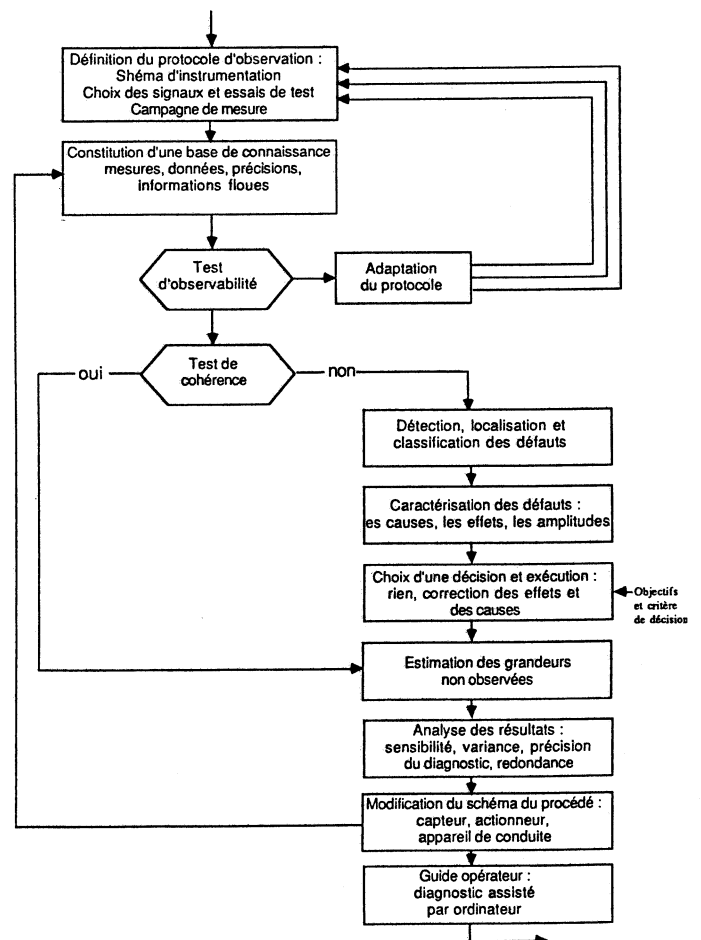 Définition du protocole d'observation :
Shéma d'instrumentation
Choix des signaux et essais de test
Campagne de mesure
Constitution d'une base de connaissance
mesures, données, précisions,
informations floues
Test
d'observabilité
Adaptation
du protocole
Test de
cohérence
oui
non
Détection, localisation et
classification des défauts
Caractérisation des défauts :
es causes, les effets, les amplitudes
Choix d'une décision et exécution :
rien, correction des effets et
des causes
Objectifs
et critère
de décision
Estimation des grandeurs
non observées
Analyse des résultats :
sensibilité, variance, précision
du diagnostic, redondance
Modification du schéma du procédé :
capteur, actionneur,
appareil de conduite
Guide opérateur :
diagnostic assisté
par ordinateur